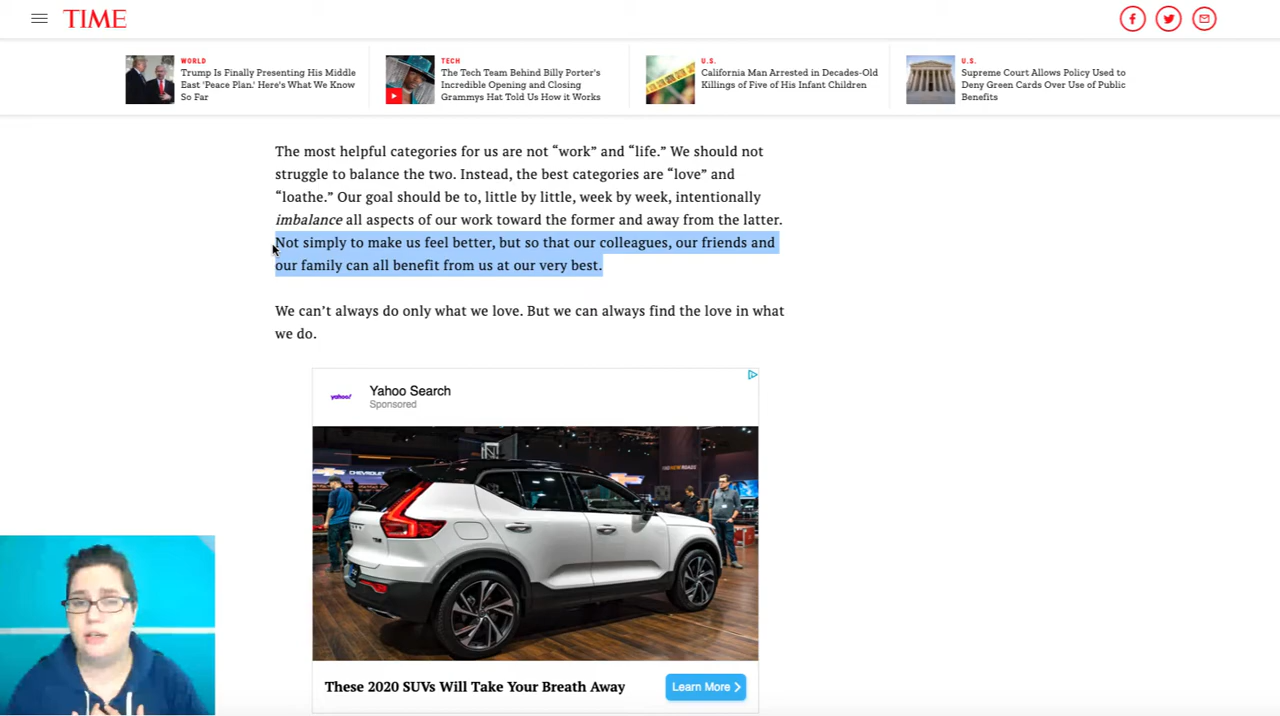 TIME
WORLD
Trump Is Finally Presenting His Middle
East 'Peace Plan.' Here's What We Know
So Far
TECH
The Tech Team Behind Billy Porter's
Incredible Opening and Closing
Grammys Hat Told Us How it Works
U.S.
California Man Arrested in Decades-Old
Killings of Five of His Infant Children
U.S.
Supreme Court Allows Policy Used to
Deny Green Cards Over Use of Public
Benefits
The most helpful categories for us are not “work” and “life.” We should not
struggle to balance the two. Instead, the best categories are “love” and
“loathe.” Our goal should be to, little by little, week by week, intentionally
imbalance all aspects of our work toward the former and away from the latter.
Not simply to make us feel better, but so that our colleagues, our friends and
our family can all benefit from us at our very best.
We can’t always do only what we love. But we can always find the love in what
we do.
yahoo!
Yahoo Search
Sponsored
CHEVROLET
These 2020 SUVs Will Take Your Breath Away
Learn More